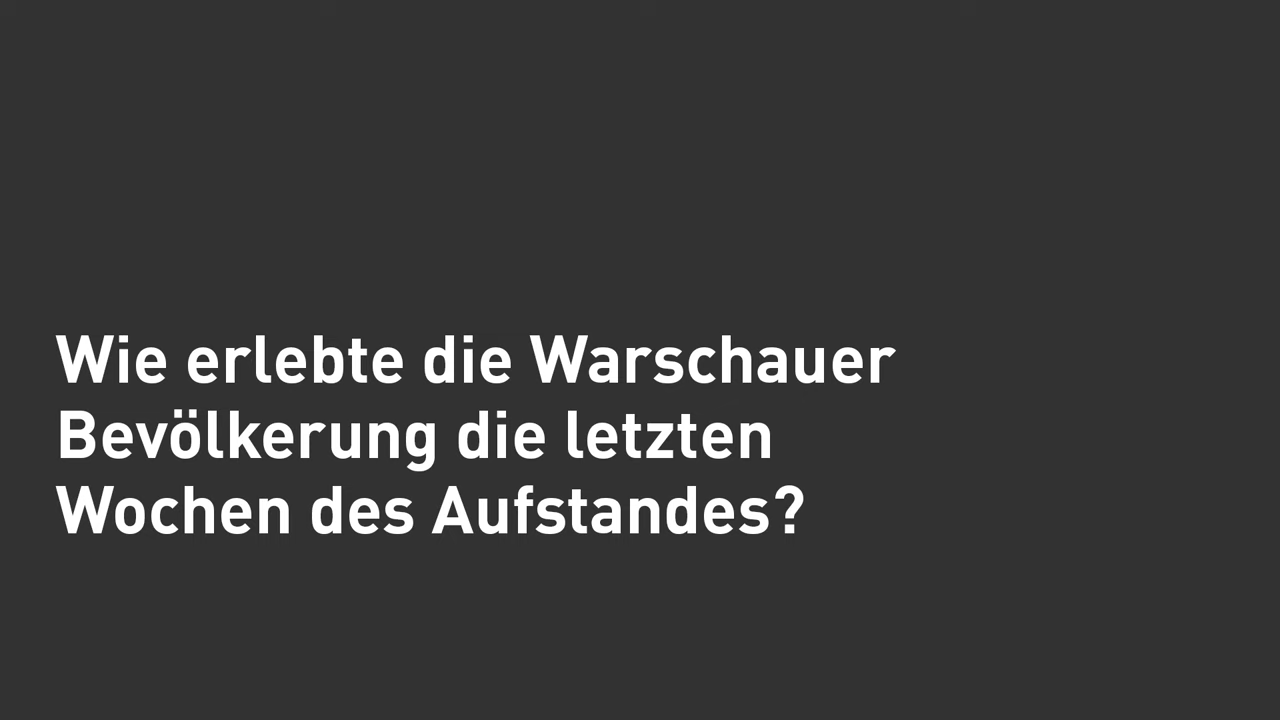 Wie erlebte die Warschauer
Bevölkerung die letzten
Wochen des Aufstandes?